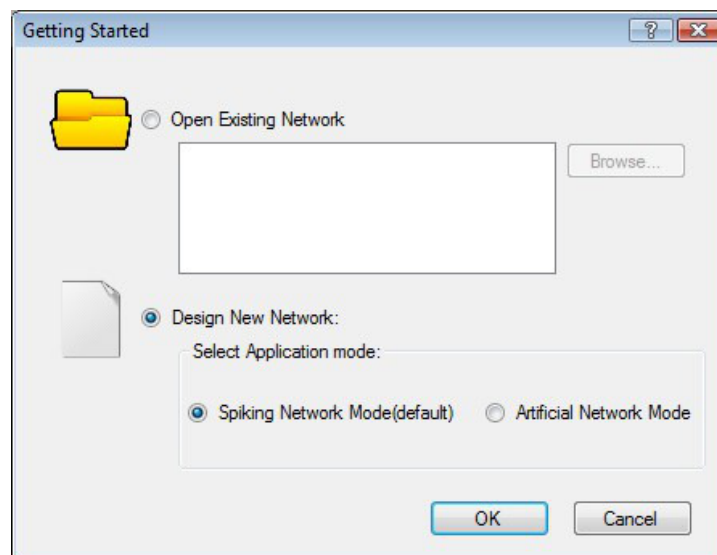 Getting Started
Open Existing Network
Browse...
Design New Network:
Select Application mode:
Spiking Network Mode(default) Artificial Network Mode
OK Cancel